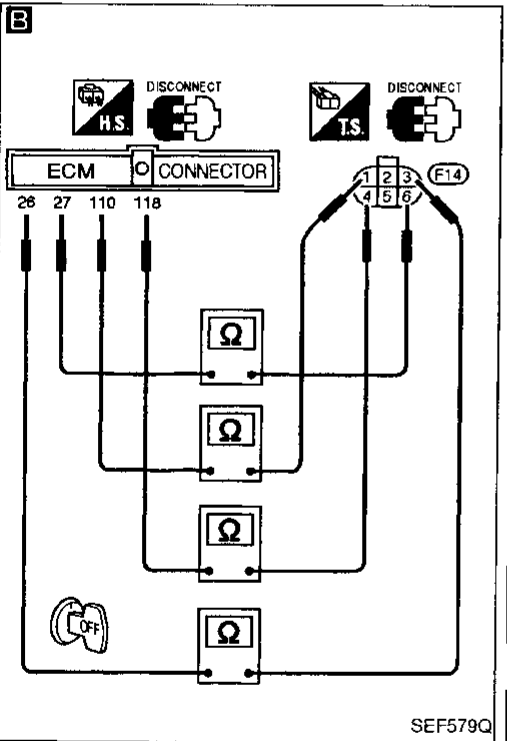 B
DISCONNECT DISCONNECT
H.S. T.S.
ECM CONNECTOR
1 2 3 F14
4 5 6
26 27 110 118
Ω
Ω
Ω
OFF
Ω
SEF579Q